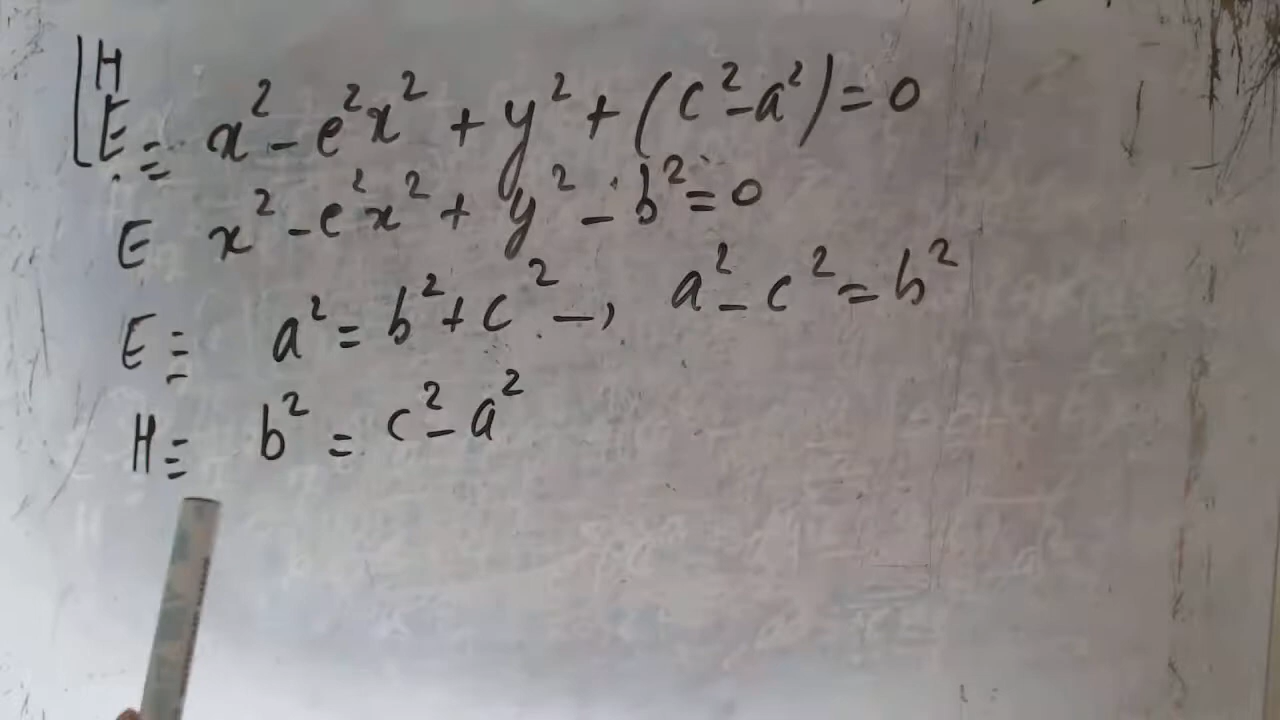 H
E ≡ x² - e²x² + y² + (c² - a²) = 0
E x² - e²x² + y² - b² = 0
E ≡ a² = b² + c² -, a² - c² = b²
H ≡ b² = c² - a²